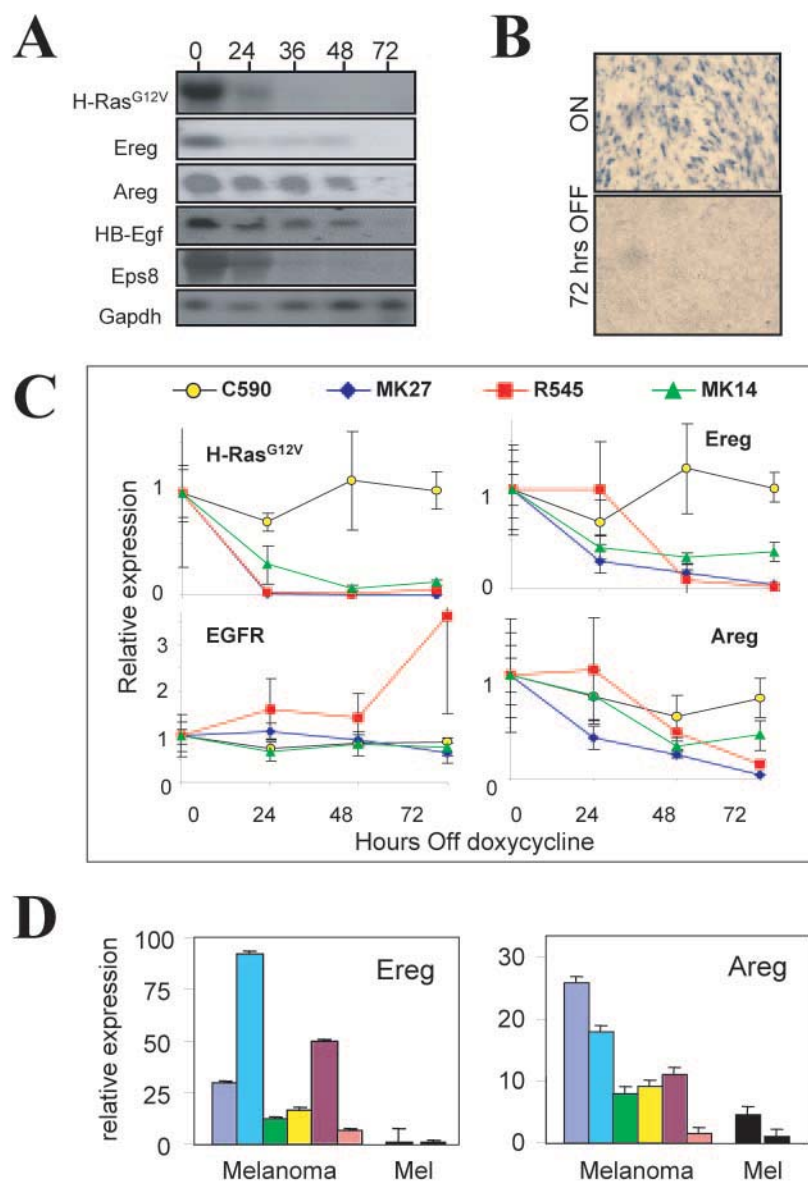 A
0 24 36 48 72
H-Ras^G12V
Ereg
Areg
HB-Egf
Eps8
Gapdh
B
ON
72 hrs OFF
C
C590 MK27 R545 MK14
H-Ras^G12V
1
0
Ereg
1
0
Relative expression
EGFR
3
2
1
0
Areg
1
0
0 24 48 72
0 24 48 72
Hours Off doxycycline
D
relative expression
100
75
50
25
0
Ereg
Melanoma Mel
30
20
10
0
Areg
Melanoma Mel